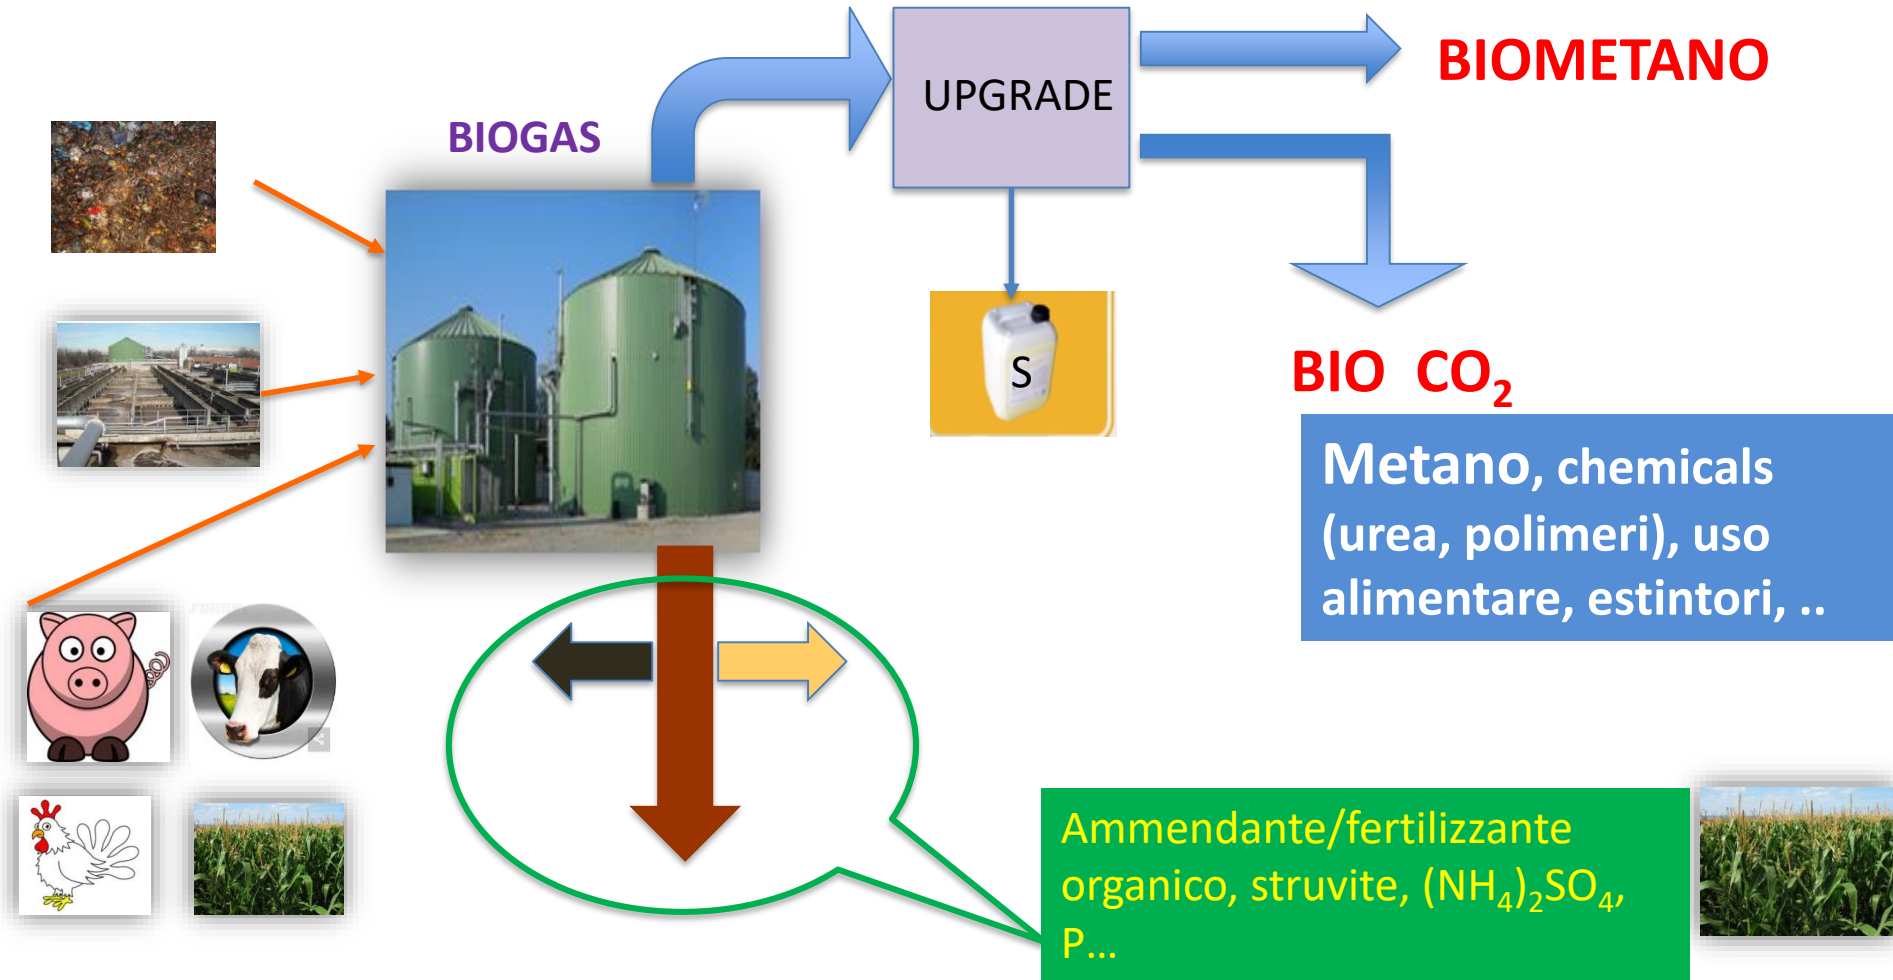 UPGRADE
BIOMETANO
BIOGAS
S
BIO CO₂
Metano, chemicals
(urea, polimeri), uso
alimentare, estintori, ..
Ammendante/fertilizzante
organico, struvite, (NH₄)₂SO₄,
P...